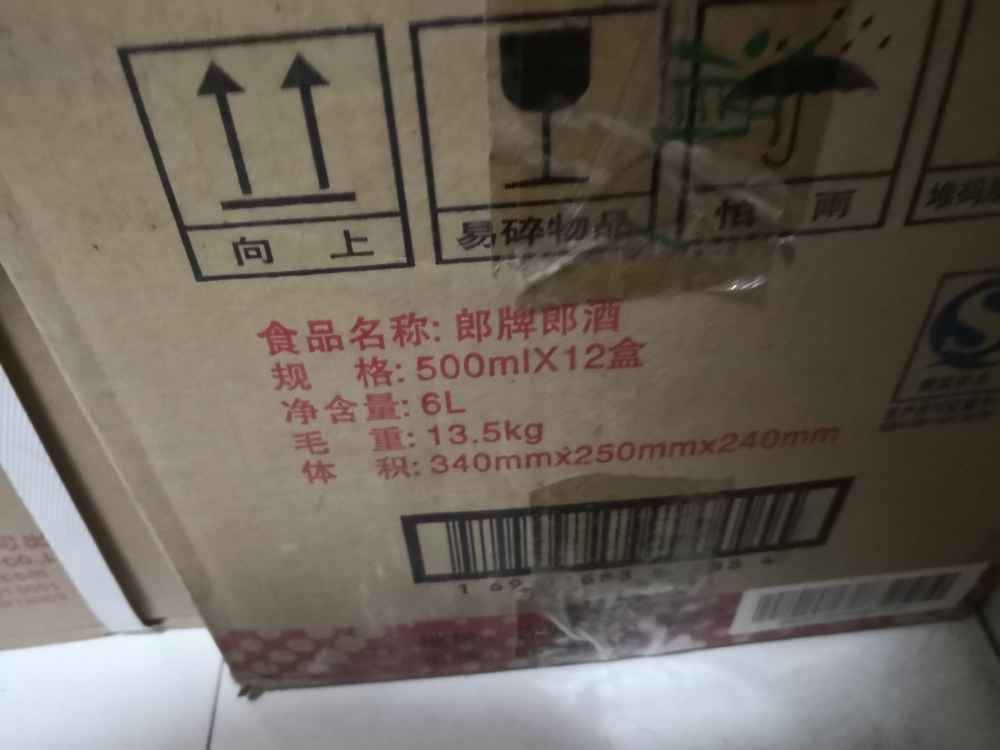 向 上
易碎物品
怕 雨
堆码
食品名称: 郎牌郎酒
规 格: 500mlX12盒
净含量: 6L
毛 重: 13.5kg
体 积: 340mmx250mmx240mm